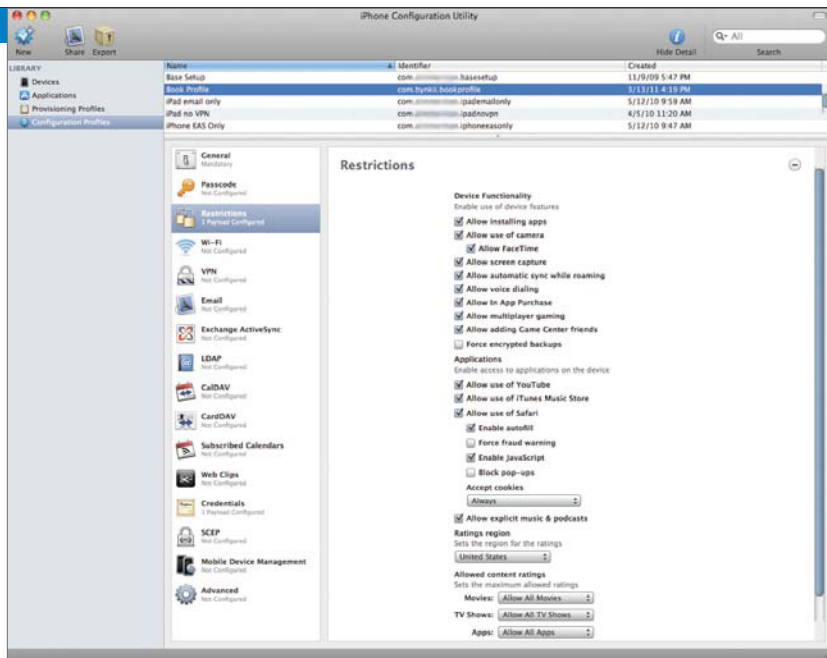 iPhone Configuration Utility
New
Share
Export
Hide Detail
All
Search
LIBRARY
Devices
Applications
Provisioning Profiles
Configuration Profiles
Name Identifier Created
Base Setup com. .basesetup 11/9/09 5:47 PM
Book Profile com.bynkii.bookprofile 3/13/11 4:19 PM
iPad email only com. .ipademailonly 5/12/10 9:59 AM
iPad no VPN com. .ipadnovpn 4/5/10 11:20 AM
iPhone EAS Only com. .iphoneeasonly 5/12/10 9:47 AM
General
Mandatory
Passcode
Not Configured
Restrictions
1 Payload Configured
Wi-Fi
Not Configured
VPN
Not Configured
Email
Not Configured
Exchange ActiveSync
Not Configured
LDAP
Not Configured
CalDAV
Not Configured
CardDAV
Not Configured
Subscribed Calendars
Not Configured
Web Clips
Not Configured
Credentials
1 Payload Configured
SCEP
Not Configured
Mobile Device Management
Not Configured
Advanced
Not Configured
Restrictions
Device Functionality
Enable use of device features
Allow installing apps
Allow use of camera
Allow FaceTime
Allow screen capture
Allow automatic sync while roaming
Allow voice dialing
Allow In App Purchase
Allow multiplayer gaming
Allow adding Game Center friends
Force encrypted backups
Applications
Enable access to applications on the device
Allow use of YouTube
Allow use of iTunes Music Store
Allow use of Safari
Enable autofill
Force fraud warning
Enable JavaScript
Block pop-ups
Accept cookies
Always
Allow explicit music & podcasts
Ratings region
Sets the region for the ratings
United States
Allowed content ratings
Sets the maximum allowed ratings
Movies: Allow All Movies
TV Shows: Allow All TV Shows
Apps: Allow All Apps